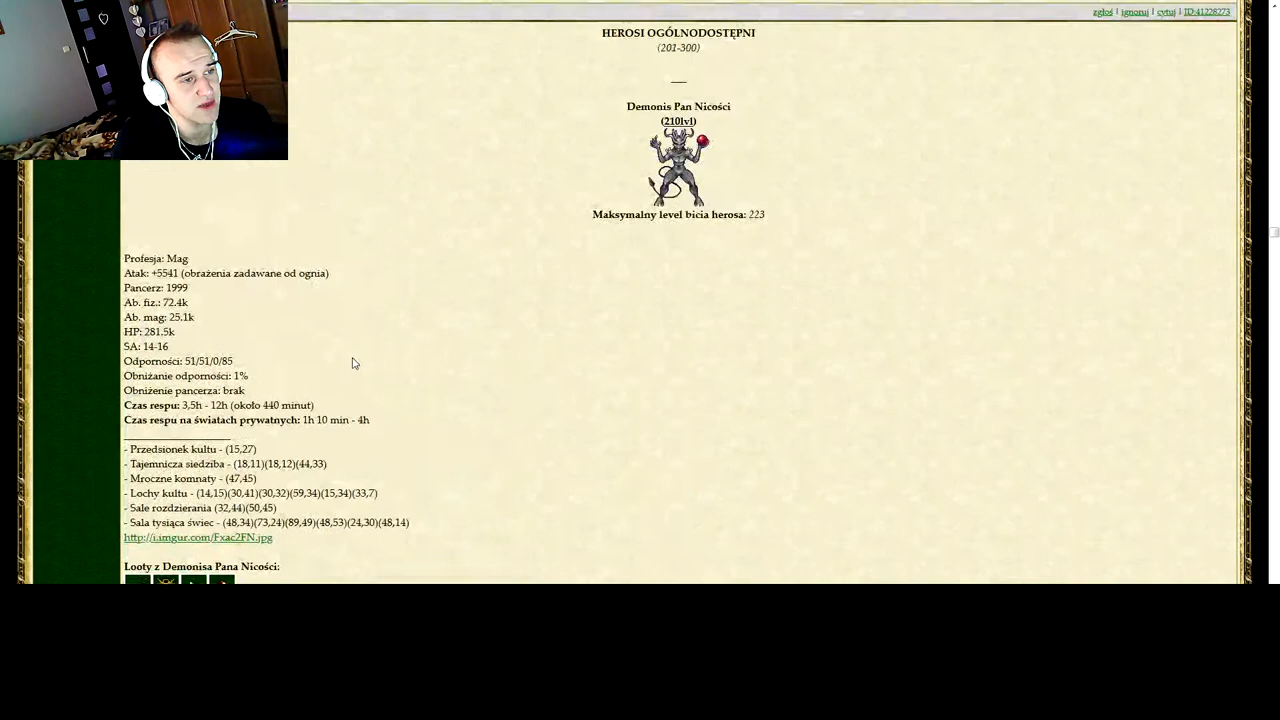 zgłoś | ignoruj | cytuj | ID:41228273
HEROSI OGÓLNODOSTĘPNI
(201-300)
Demonis Pan Nicości
(210lvl)
Maksymalny level bicia herosa: 223
Profesja: Mag
Atak: +5541 (obrażenia zadawane od ognia)
Pancerz: 1999
Ab. fiz.: 72.4k
Ab. mag: 25.1k
HP: 281.5k
SA: 14-16
Odporności: 51/51/0/85
Obniżanie odporności: 1%
Obniżenie pancerza: brak
Czas respu: 3,5h - 12h (około 440 minut)
Czas respu na światach prywatnych: 1h 10 min - 4h
- Przedsionek kultu - (15,27)
- Tajemnicza siedziba - (18,11)(18,12)(44,33)
- Mroczne komnaty - (47,45)
- Lochy kultu - (14,15)(30,41)(30,32)(59,34)(15,34)(33,7)
- Sale rozdzierania (32,44)(50,45)
- Sala tysiąca świec - (48,34)(73,24)(89,49)(48,53)(24,30)(48,14)
http://i.imgur.com/Fxac2FN.jpg
Looty z Demonisa Pana Nicości: